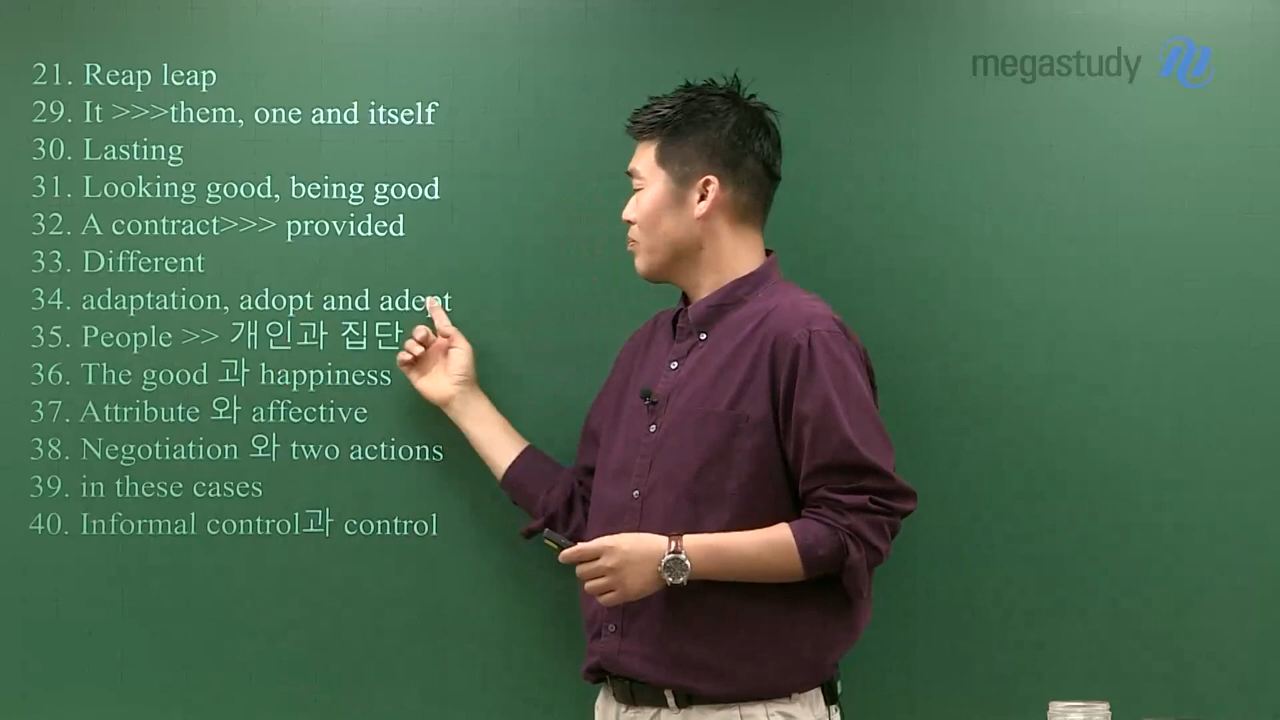 megastudy
21. Reap leap
29. It >>>them, one and itself
30. Lasting
31. Looking good, being good
32. A contract>>> provided
33. Different
34. adaptation, adopt and adept
35. People >> 개인과 집단
36. The good 과 happiness
37. Attribute 와 affective
38. Negotiation 와 two actions
39. in these cases
40. Informal control과 control